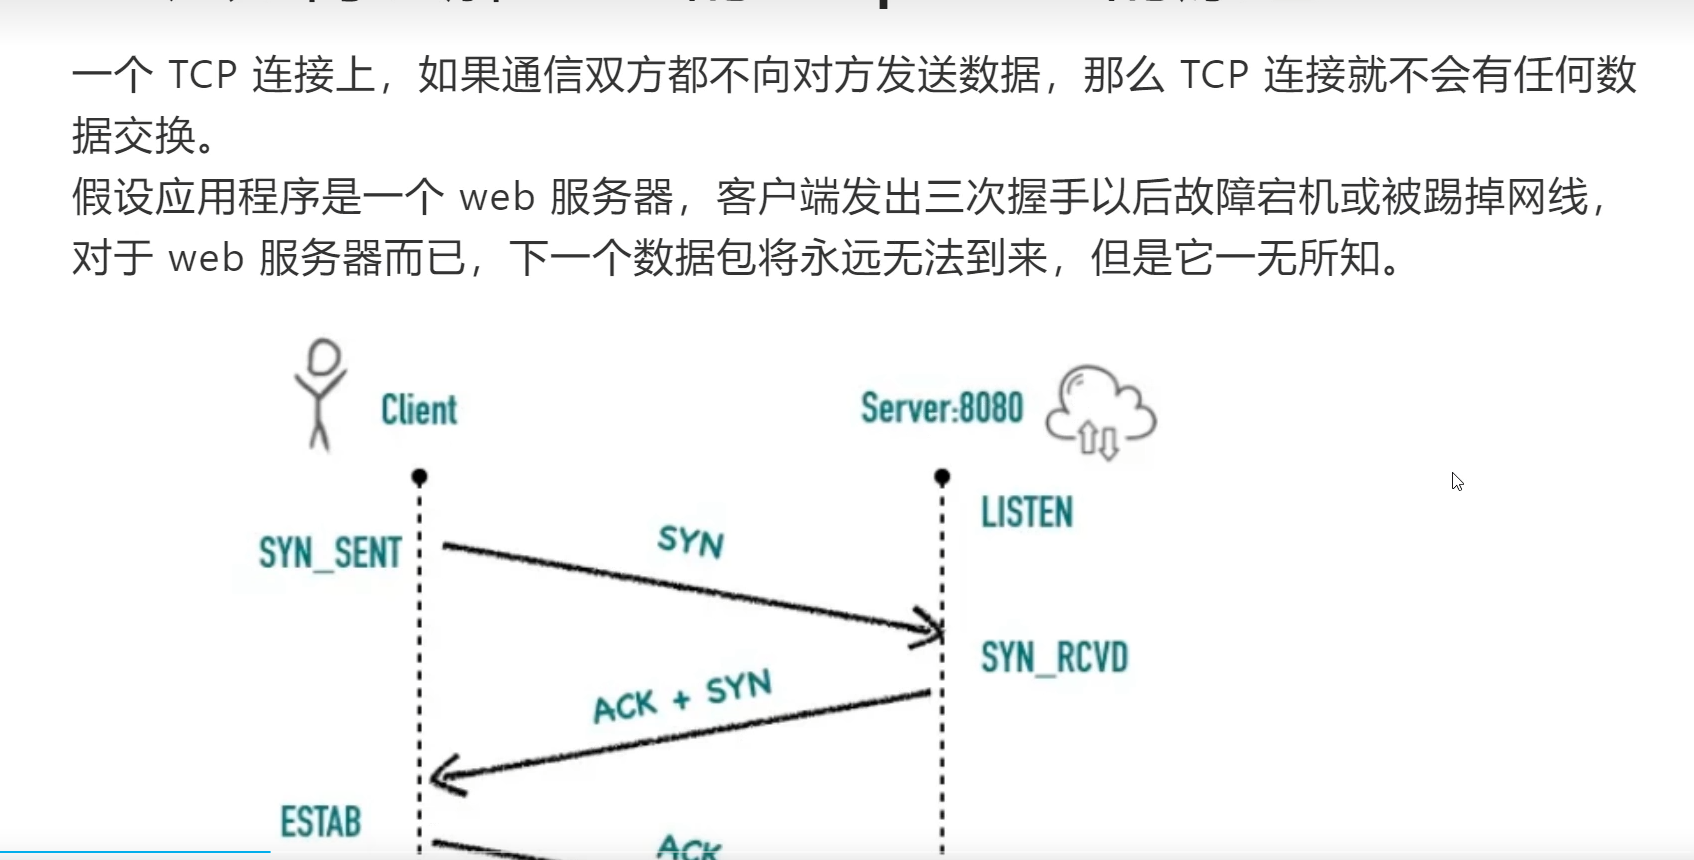 一个 TCP 连接上，如果通信双方都不向对方发送数据，那么 TCP 连接就不会有任何数
据交换。
假设应用程序是一个 web 服务器，客户端发出三次握手以后故障宕机或被踢掉网线，
对于 web 服务器而已，下一个数据包将永远无法到来，但是它一无所知。
Client
Server:8080
LISTEN
SYN_SENT
SYN
SYN_RCVD
ACK + SYN
ESTAB
ACK